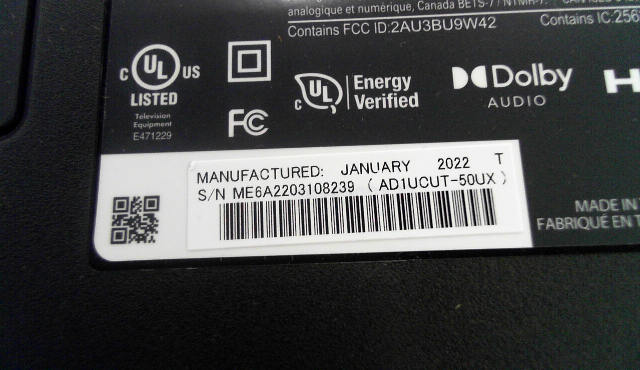 analogique et numérique, Canada BETS-7 / NTMR-7.
Contains FCC ID:2AU3BU9W42
Contains IC:256
C UL US
LISTED
Television
Equipment
E471229
FC
C UL
Energy
Verified
Dolby
AUDIO
H
MANUFACTURED: JANUARY 2022 T
S/N ME6A2203108239 ( AD1UCUT-50UX )
MADE IN
FABRIQUÉ EN T